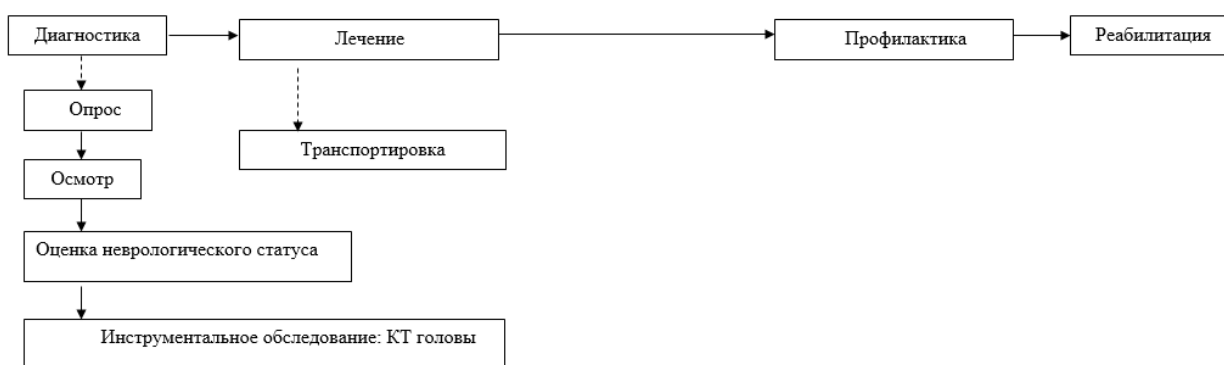 Диагностика
Лечение
Профилактика
Реабилитация
Опрос
Транспортировка
Осмотр
Оценка неврологического статуса
Инструментальное обследование: КТ головы